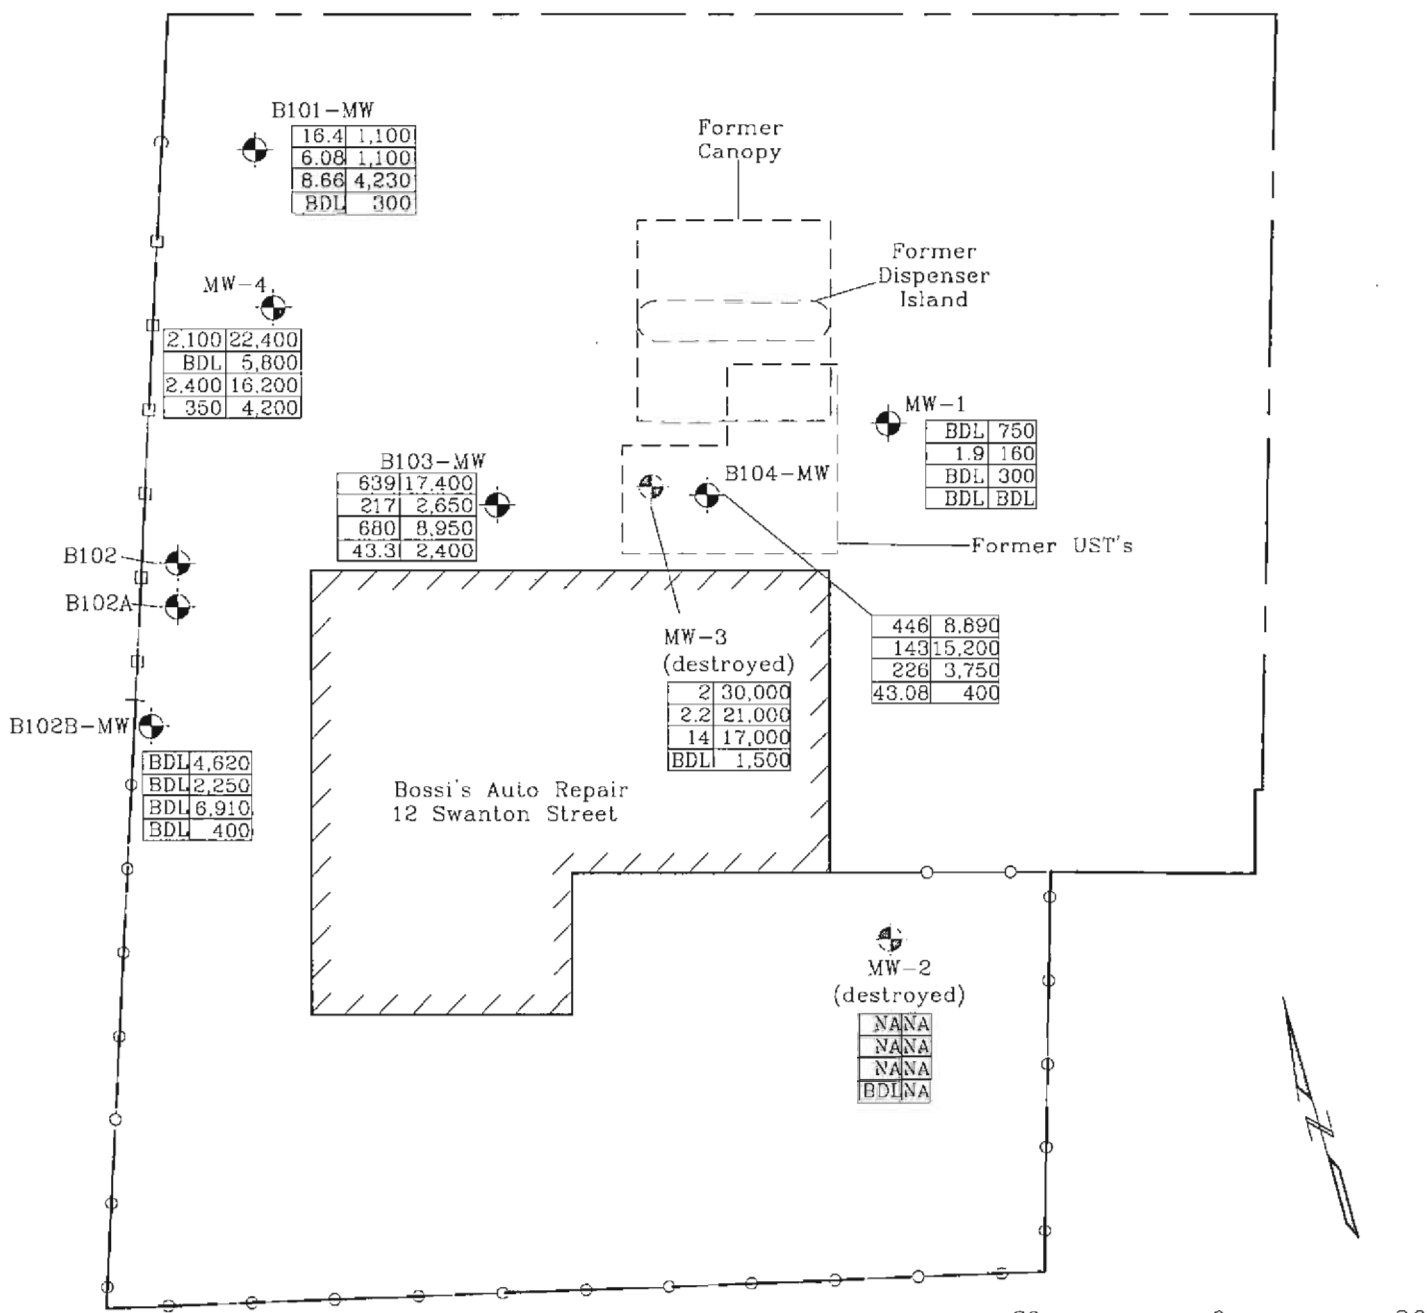 B101-MW
16.4 1,100
6.08 1,100
8.66 4,230
BDL 300
Former
Canopy
Former
Dispenser
Island
MW-4
2,100 22,400
BDL 5,800
2,400 16,200
350 4,200
MW-1
BDL 750
1.9 160
BDL 300
BDL BDL
B103-MW
639 17,400
217 2,650
680 8,950
43.3 2,400
B104-MW
Former UST's
B102
B102A
446 8,890
143 15,200
226 3,750
43.08 400
MW-3
(destroyed)
2 30,000
2.2 21,000
14 17,000
BDL 1,500
B102B-MW
BDL 4,620
BDL 2,250
BDL 6,910
BDL 400
Bossi's Auto Repair
12 Swanton Street
MW-2
(destroyed)
NA NA
NA NA
NA NA
BDL NA
N